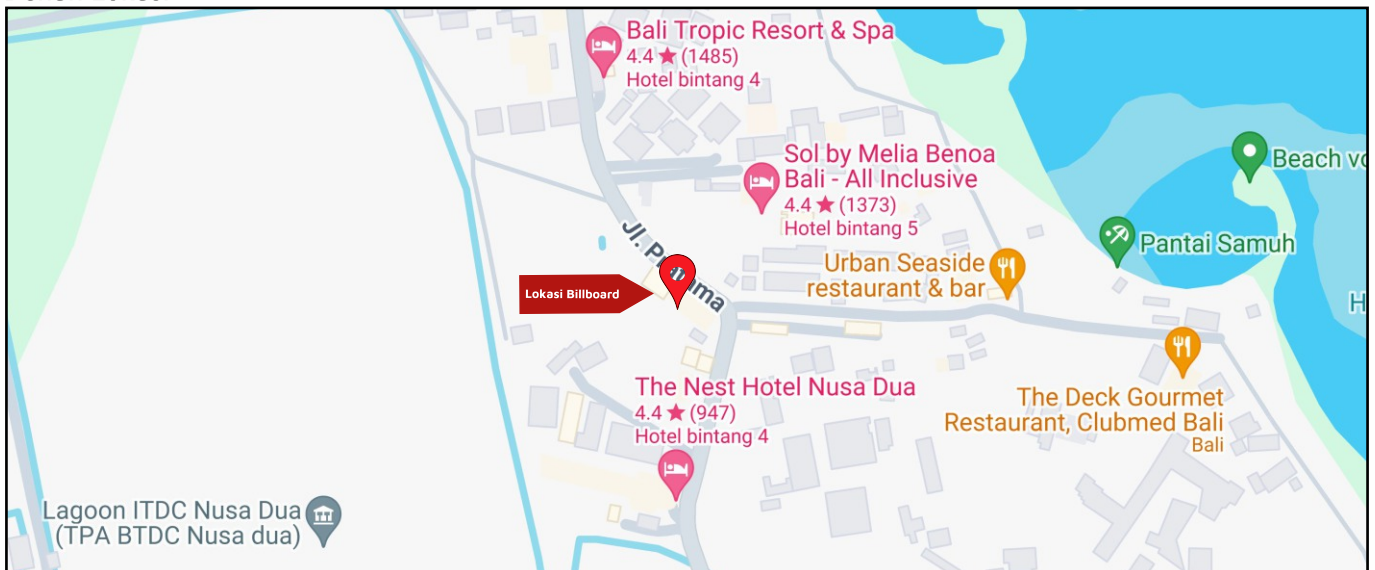 Bali Tropic Resort & Spa
4.4 ★ (1485)
Hotel bintang 4
Sol by Melia Benoa
Bali - All Inclusive
4.4 ★ (1373)
Hotel bintang 5
Beach
Pantai Samuh
Urban Seaside
restaurant & bar
Lokasi Billboard
The Nest Hotel Nusa Dua
4.4 ★ (947)
Hotel bintang 4
The Deck Gourmet
Restaurant, Clubmed Bali
Bali
Lagoon ITDC Nusa Dua
(TPA BTDC Nusa dua)
Jl.
H